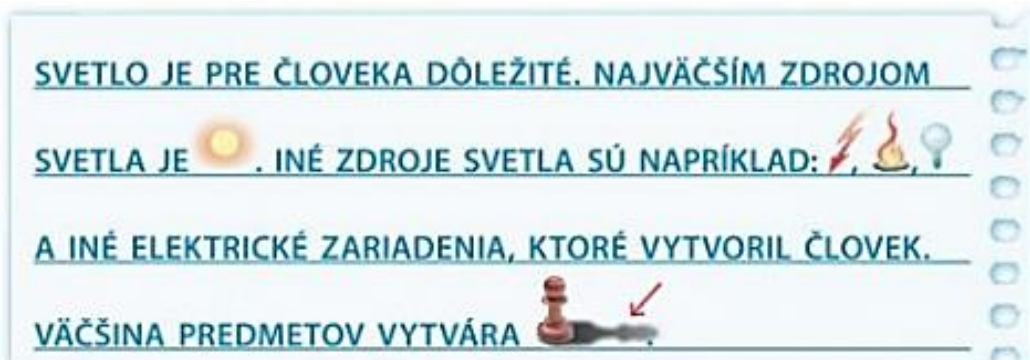 SVETLO JE PRE ČLOVEKA DÔLEŽITÉ. NAJVÄČŠÍM ZDROJOM
SVETLA JE . INÉ ZDROJE SVETLA SÚ NAPRÍKLAD: , ,
A INÉ ELEKTRICKÉ ZARIADENIA, KTORÉ VYTVORIL ČLOVEK.
VÄČŠINA PREDMETOV VYTVÁRA .